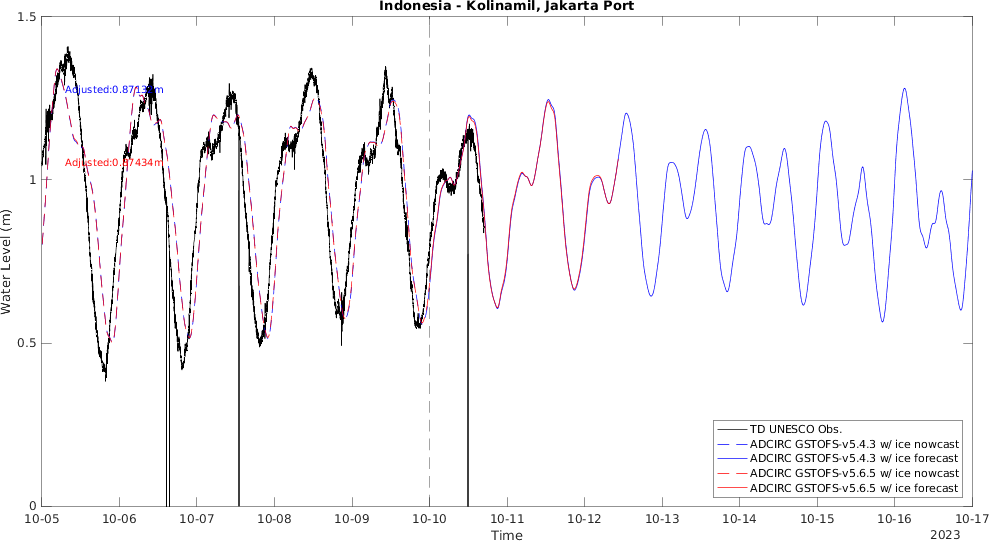 Indonesia - Kolinamil, Jakarta Port
1.5
1
0.5
0
Water Level (m)
Adjusted:0.8713 m
Adjusted:0.87434m
TD UNESCO Obs.
ADCIRC GSTOFS-v5.4.3 w/ ice nowcast
ADCIRC GSTOFS-v5.4.3 w/ ice forecast
ADCIRC GSTOFS-v5.6.5 w/ ice nowcast
ADCIRC GSTOFS-v5.6.5 w/ ice forecast
10-05 10-06 10-07 10-08 10-09 10-10 10-11 10-12 10-13 10-14 10-15 10-16 10-17
Time
2023